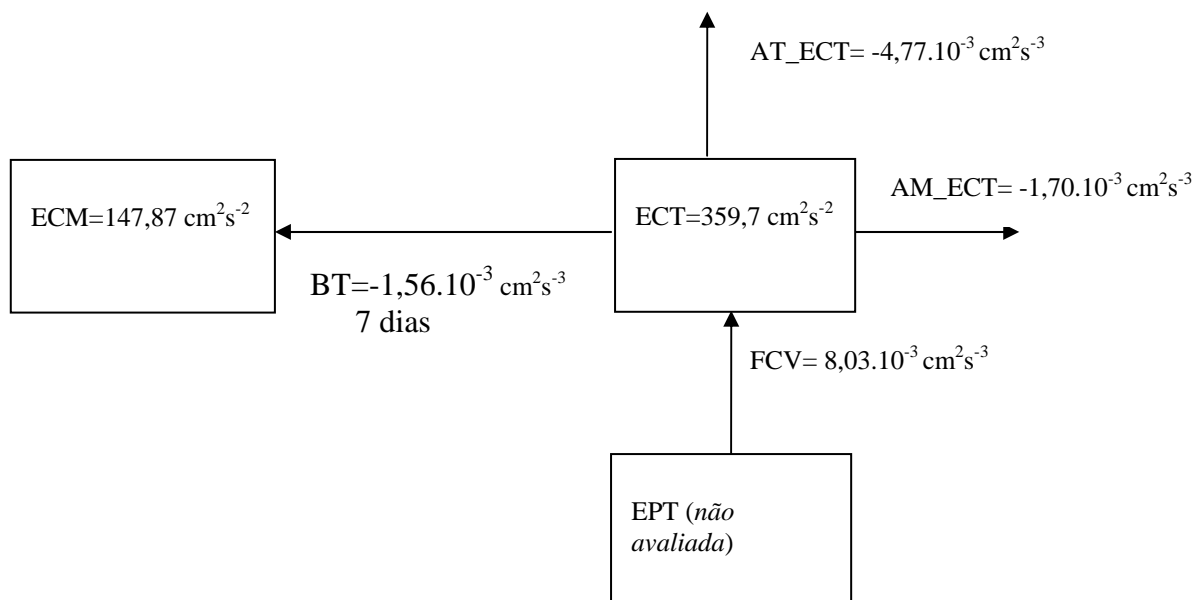 AT_ECT= -4,77.10⁻³ cm²s⁻³
ECM=147,87 cm²s⁻²
ECT=359,7 cm²s⁻²
AM_ECT= -1,70.10⁻³ cm²s⁻³
BT=-1,56.10⁻³ cm²s⁻³
7 dias
FCV= 8,03.10⁻³ cm²s⁻³
EPT (não
avaliada)